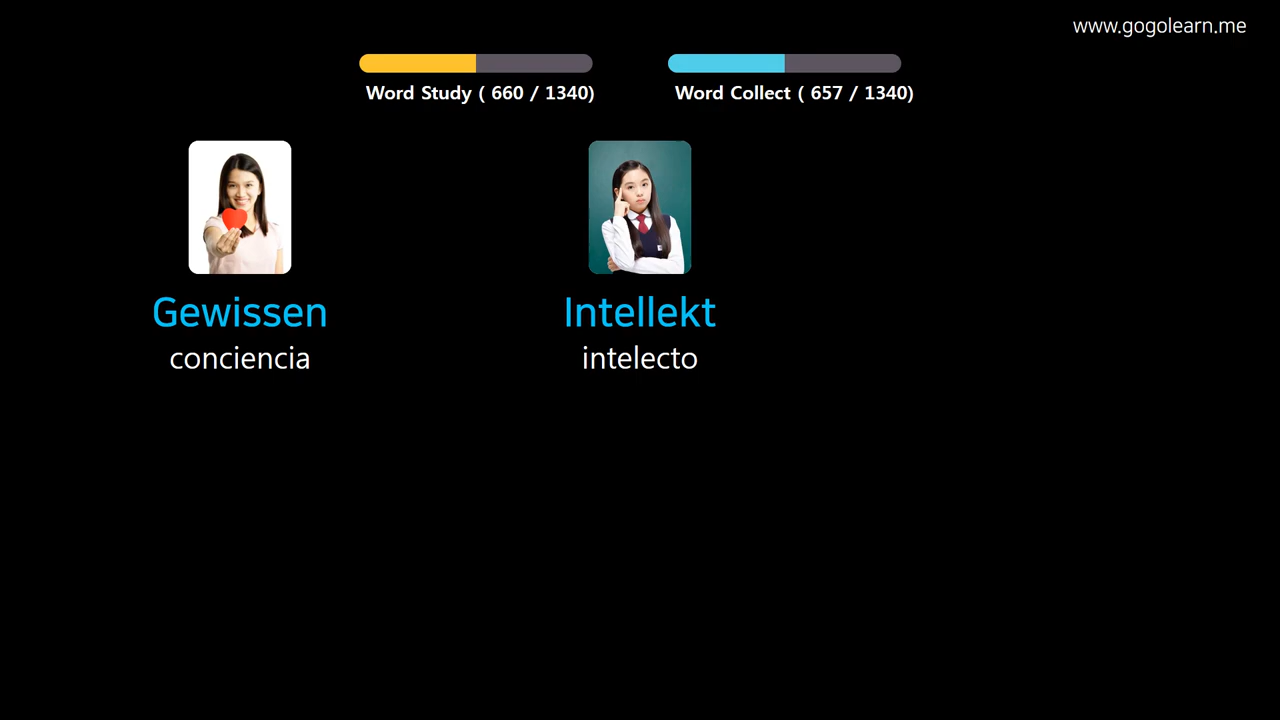 www.gogolearn.me
Word Study ( 660 / 1340)
Word Collect ( 657 / 1340)
Gewissen
conciencia
Intellekt
intelecto